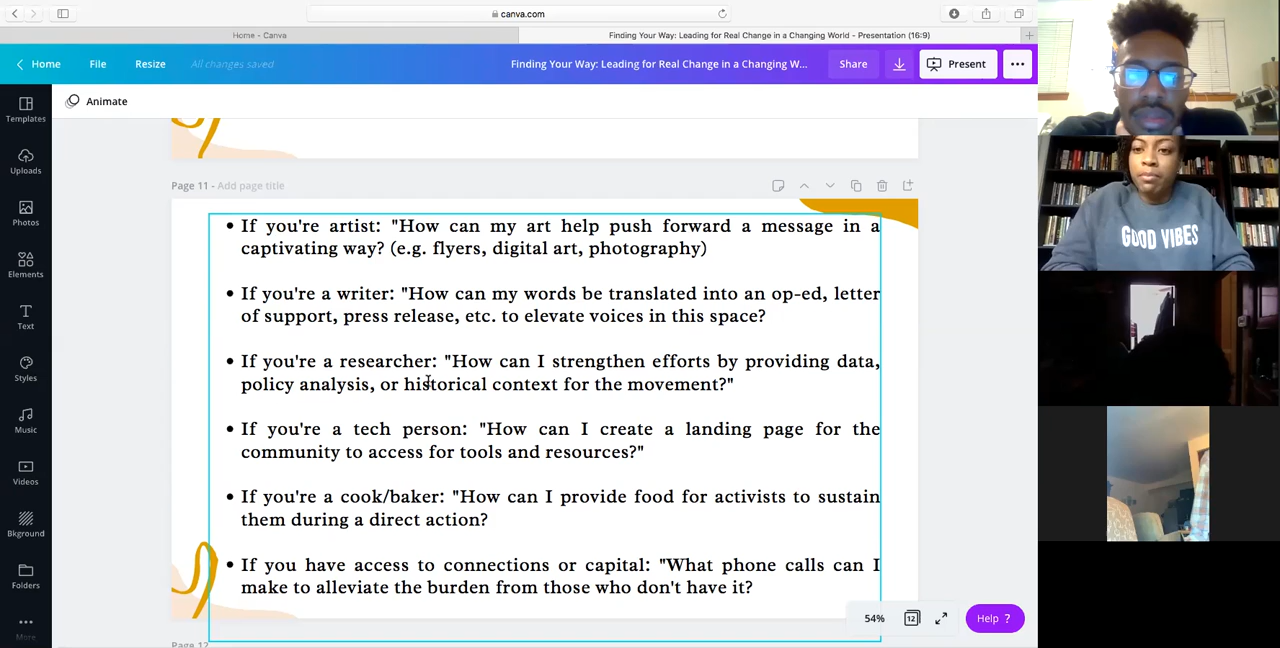 canva.com
Home - Canva
Finding Your Way: Leading for Real Change in a Changing World - Presentation (16:9)
Home
File
Resize
All changes saved
Finding Your Way: Leading for Real Change in a Changing W...
Share
Present
Templates
Uploads
Photos
Elements
Text
Styles
Music
Videos
Bkground
Folders
More
Animate
Page 11 - Add page title
• If you're artist: "How can my art help push forward a message in a
captivating way? (e.g. flyers, digital art, photography)
• If you're a writer: "How can my words be translated into an op-ed, letter
of support, press release, etc. to elevate voices in this space?
• If you're a researcher: "How can I strengthen efforts by providing data,
policy analysis, or historical context for the movement?"
• If you're a tech person: "How can I create a landing page for the
community to access for tools and resources?"
• If you're a cook/baker: "How can I provide food for activists to sustain
them during a direct action?
• If you have access to connections or capital: "What phone calls can I
make to alleviate the burden from those who don't have it?
Page 12
54%
12
Help ?
GOOD VIBES